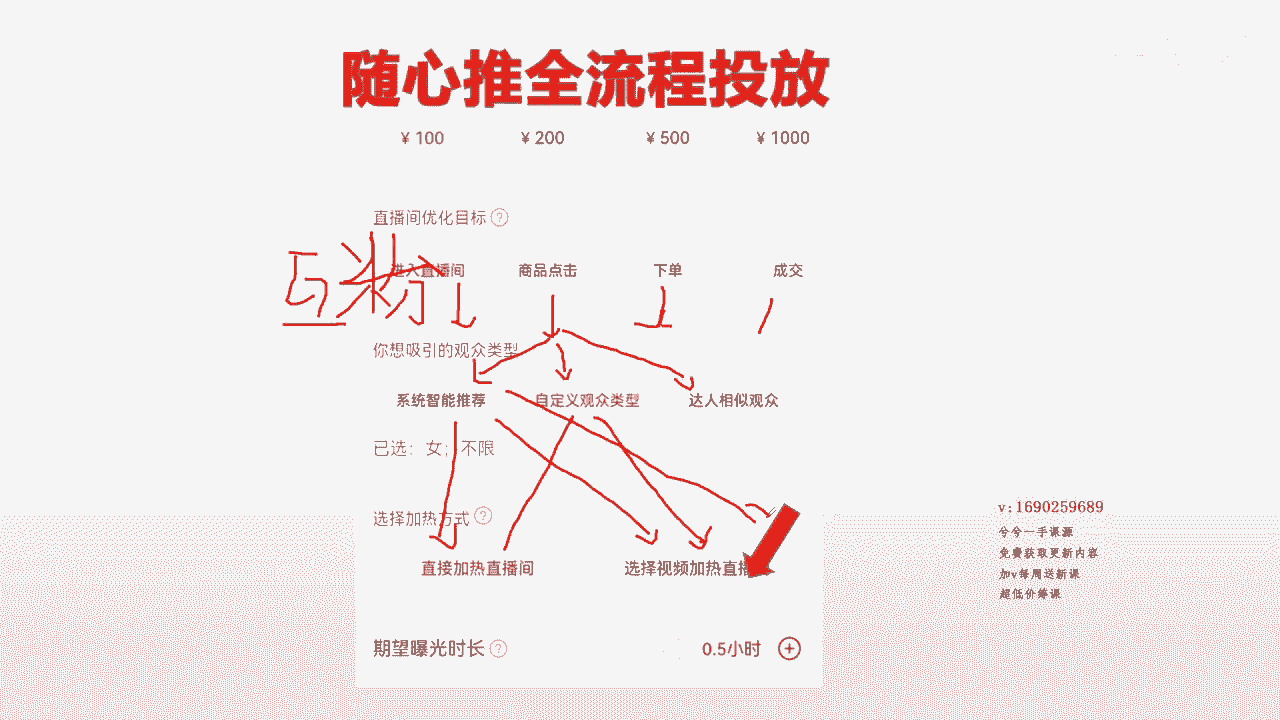 随心推全流程投放
¥ 100 ¥ 200 ¥ 500 ¥ 1000
直播间优化目标 ?
进入直播间 商品点击 下单 成交
互粉
你想吸引的观众类型
系统智能推荐 自定义观众类型 达人相似观众
已选：女；不限
选择加热方式 ?
直接加热直播间 选择视频加热直播
期望曝光时长 ? 0.5小时 +
v:1690259689
兮兮一手课源
免费获取更新内容
加v每周送新课
超低价爆课